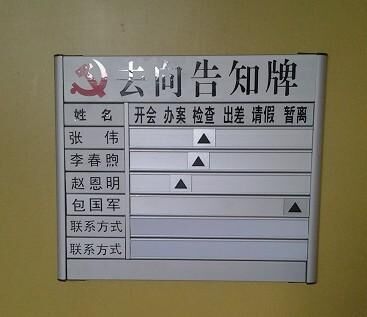 去向告知牌
姓名 开会 办案 检查 出差 请假 暂离
张伟
李春煦
赵恩明
包国军
联系方式
联系方式